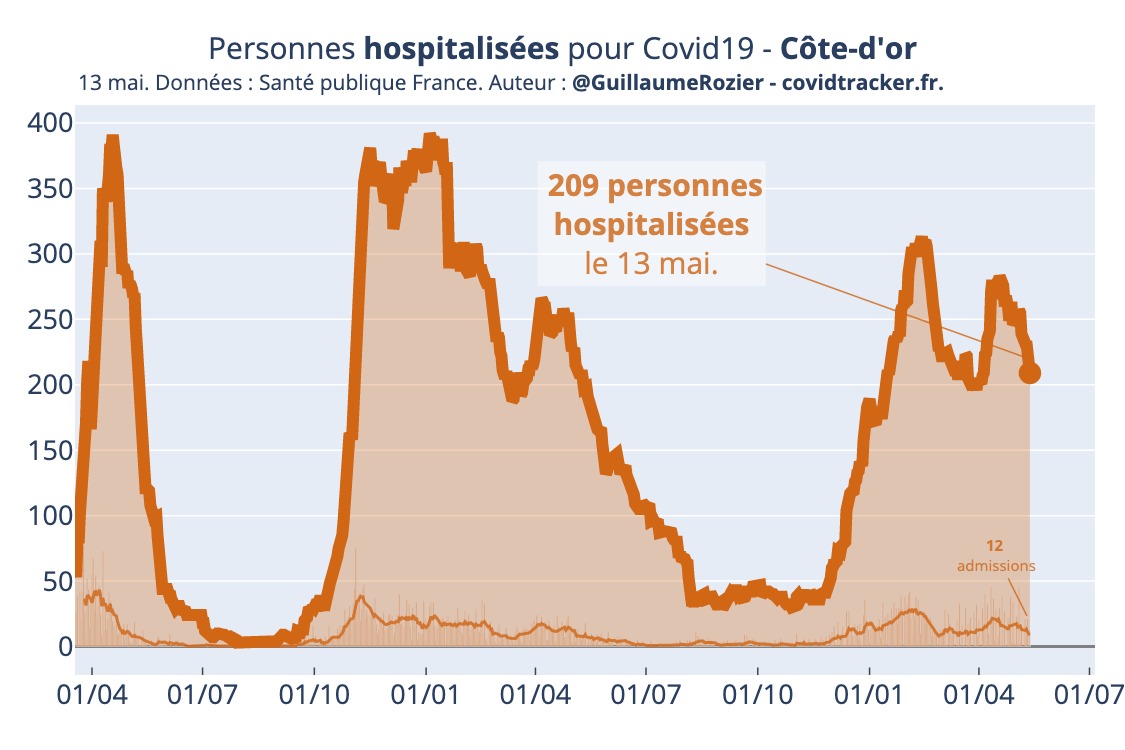 Personnes hospitalisées pour Covid19 - Côte-d'or
13 mai. Données : Santé publique France. Auteur : @GuillaumeRozier - covidtracker.fr.
400
350
300
250
200
150
100
50
0
209 personnes
hospitalisées
le 13 mai.
12
admissions
01/04 01/07 01/10 01/01 01/04 01/07 01/10 01/01 01/04 01/07